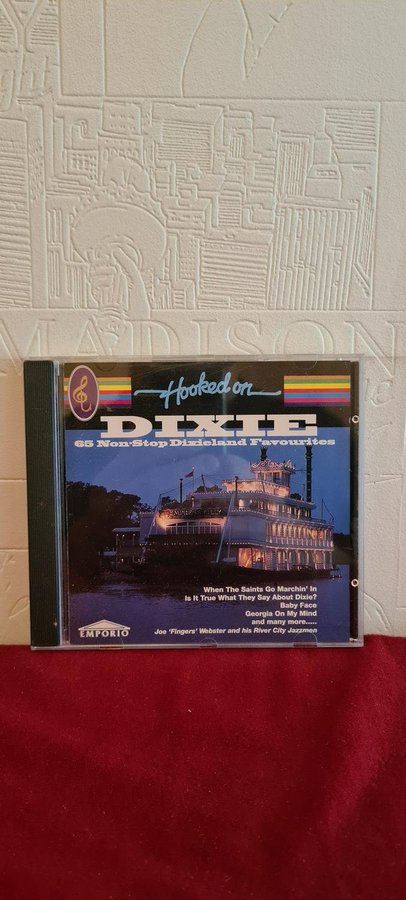 MADISON
Hooked on
DIXIE
65 Non-Stop Dixieland Favourites
When The Saints Go Marchin' In
Is It True What They Say About Dixie?
Baby Face
Georgia On My Mind
and many more.....
Joe 'Fingers' Webster and his River City Jazzmen
EMPORIO